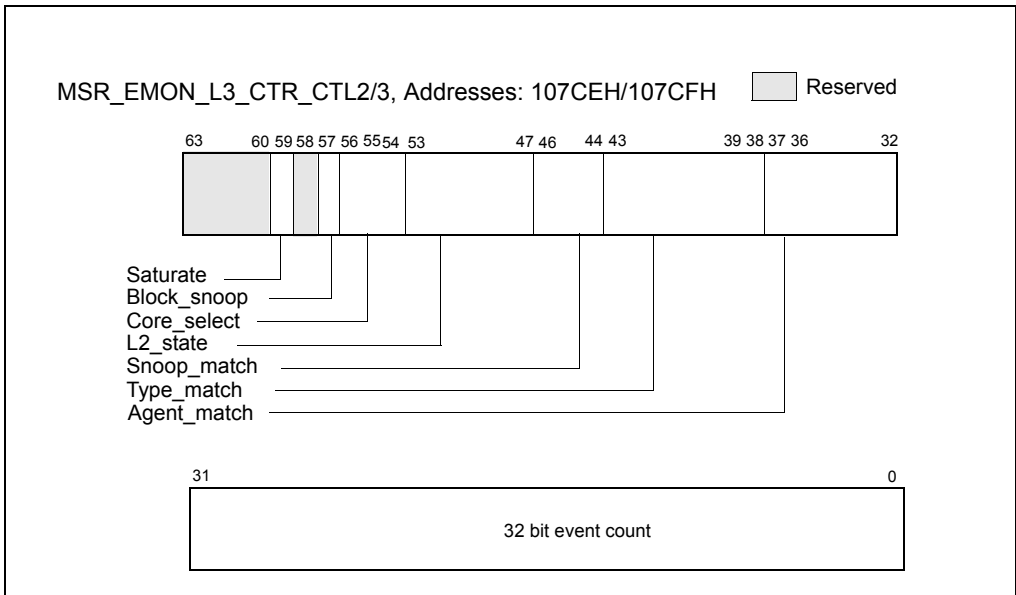 MSR_EMON_L3_CTR_CTL2/3, Addresses: 107CEH/107CFH
Reserved
63 60 59 58 57 56 55 54 53 47 46 44 43 39 38 37 36 32
Saturate
Block_snoop
Core_select
L2_state
Snoop_match
Type_match
Agent_match
31 0
32 bit event count